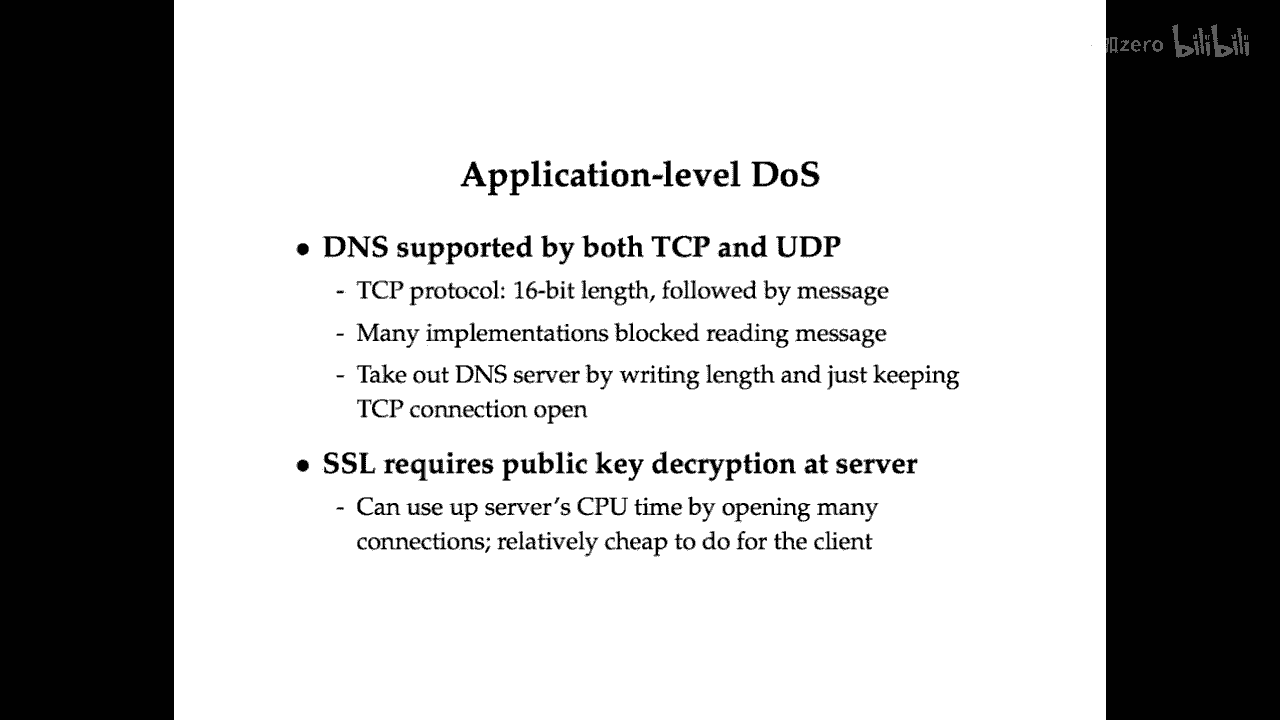 zero bilibili
Application-level DoS
• DNS supported by both TCP and UDP
- TCP protocol: 16-bit length, followed by message
- Many implementations blocked reading message
- Take out DNS server by writing length and just keeping
TCP connection open
• SSL requires public key decryption at server
- Can use up server's CPU time by opening many
connections; relatively cheap to do for the client